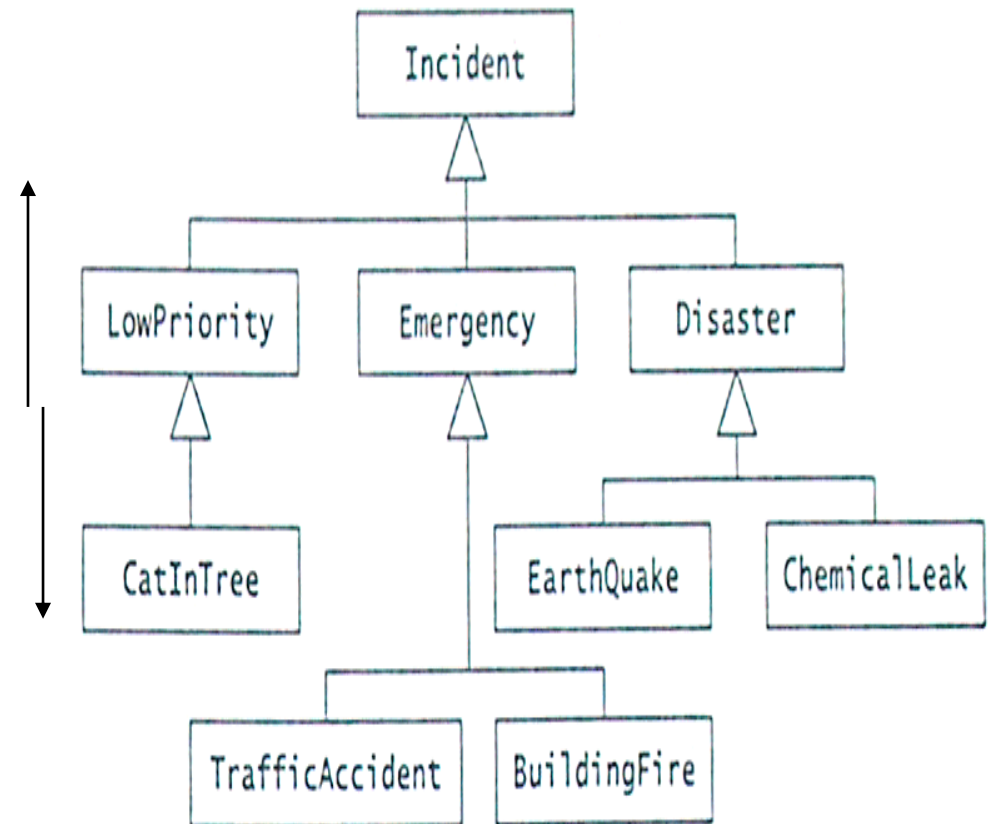 Incident
LowPriority
Emergency
Disaster
CatInTree
EarthQuake
ChemicalLeak
TrafficAccident
BuildingFire